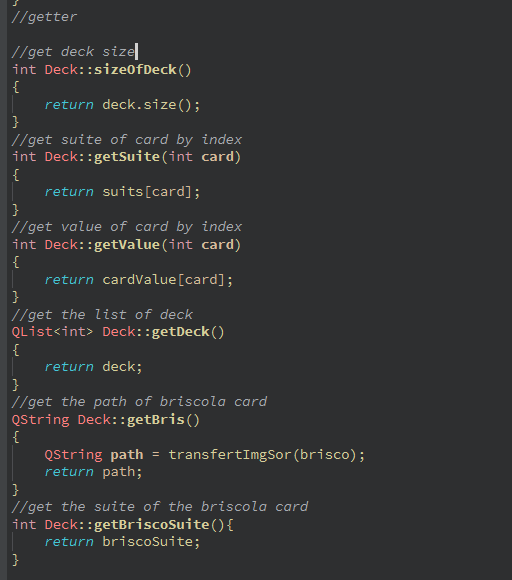 }
//getter
//get deck size
int Deck::sizeOfDeck()
{
return deck.size();
}
//get suite of card by index
int Deck::getSuite(int card)
{
return suits[card];
}
//get value of card by index
int Deck::getValue(int card)
{
return cardValue[card];
}
//get the list of deck
QList<int> Deck::getDeck()
{
return deck;
}
//get the path of briscola card
QString Deck::getBris()
{
QString path = transfertImgSor(brisco);
return path;
}
//get the suite of the briscola card
int Deck::getBriscoSuite(){
return briscoSuite;
}